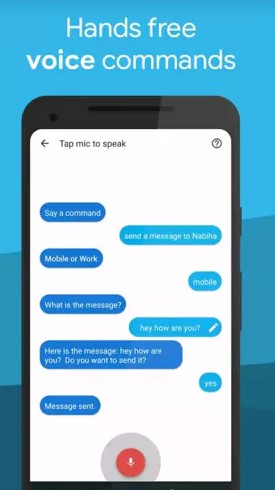 Hands free
voice commands
Tap mic to speak
Say a command
send a message to Nabiha
Mobile or Work
mobile
What is the message?
hey how are you?
Here is the message: hey how are
you? Do you want to send it?
yes
Message sent.